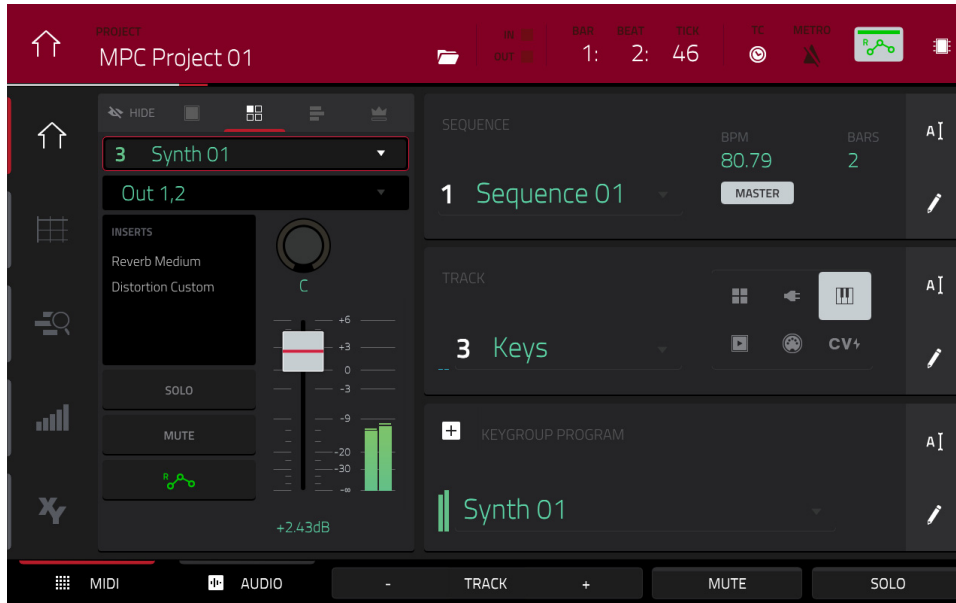 PROJECT
MPC Project 01
IN
OUT
BAR BEAT TICK
1: 2: 46
TC METRO
R
HIDE
3 Synth 01
Out 1,2
INSERTS
Reverb Medium
Distortion Custom
C
+6
+3
0
-3
-9
-20
-30
-∞
SOLO
MUTE
R
+2.43dB
SEQUENCE
BPM BARS
80.79 2
1 Sequence 01
MASTER
A
TRACK
A
3 Keys
CV
KEYGROUP PROGRAM
A
Synth 01
XY
MIDI AUDIO - TRACK + MUTE SOLO